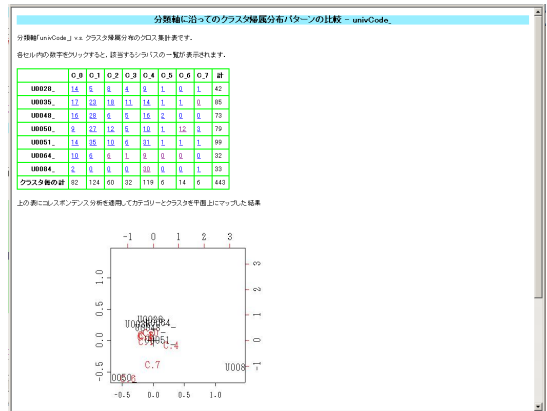 分類軸に沿ってのクラスタ帰属分布パターンの比較 - univCode_
分類軸「univCode_」v.s. クラスタ帰属分布のクロス集計表です.
各セル内の数字をクリックすると, 該当するシラバスの一覧が表示されます.
C_0 C_1 C_2 C_3 C_4 C_5 C_6 C_7 計
U0028_ 14 5 8 4 9 1 0 1 42
U0035_ 17 23 18 11 14 1 1 0 85
U0048_ 16 28 6 5 16 2 0 0 73
U0050_ 9 27 12 5 10 1 12 3 79
U0051_ 14 35 10 6 31 1 1 1 99
U0064_ 10 6 6 1 9 0 0 0 32
U0084_ 2 0 0 0 30 0 0 1 33
クラスタ毎の計 82 124 60 32 119 6 14 6 443
上の表にコレスポンデンス分析を適用してカテゴリーとクラスタを平面上にマップした結果
-1 0 1 2 3
1.0
0.5
0.0
-0.5
3
2
1
0
-1
C.4
C.7
U008
-0.5 0.0 0.5 1.0